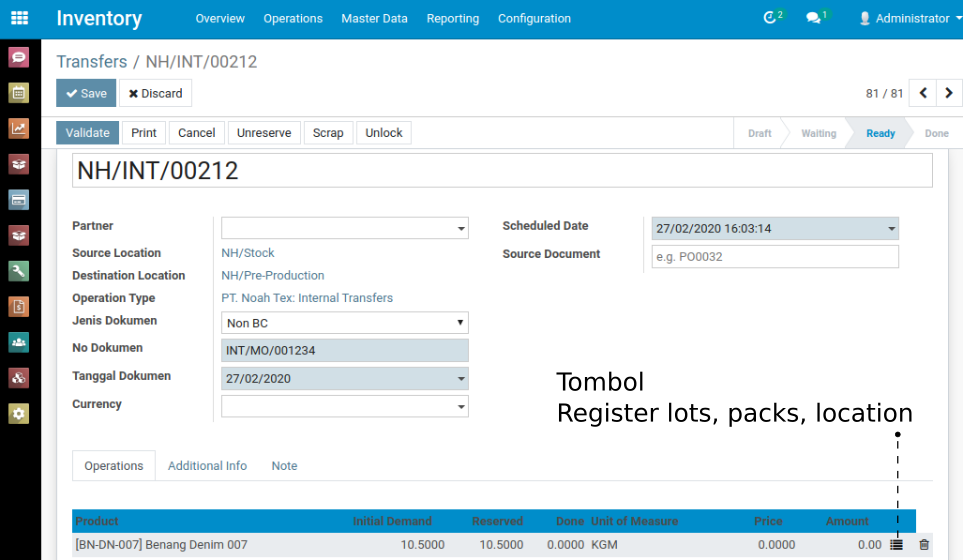 Inventory Overview Operations Master Data Reporting Configuration 2 1 Administrator
Transfers / NH/INT/00212
Save Discard 81 / 81
Validate Print Cancel Unreserve Scrap Unlock Draft Waiting Ready Done
NH/INT/00212
Partner Scheduled Date 27/02/2020 16:03:14
Source Location NH/Stock Source Document e.g. PO0032
Destination Location NH/Pre-Production
Operation Type PT. Noah Tex: Internal Transfers
Jenis Dokumen Non BC
No Dokumen INT/MO/001234
Tanggal Dokumen 27/02/2020
Currency
Tombol
Register lots, packs, location
Operations Additional Info Note
Product Initial Demand Reserved Done Unit of Measure Price Amount
[BN-DN-007] Benang Denim 007 10.5000 10.5000 0.0000 KGM 0.0000 0.00